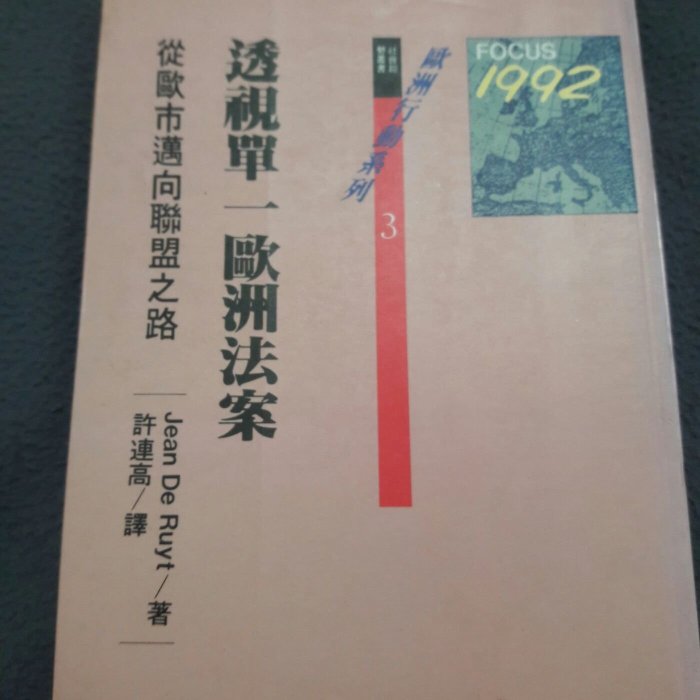 FOCUS
1992
歐洲行動系列
3
透視單一歐洲法案
從歐市邁向聯盟之路
Jean De Ruyt/著
許連高/譯